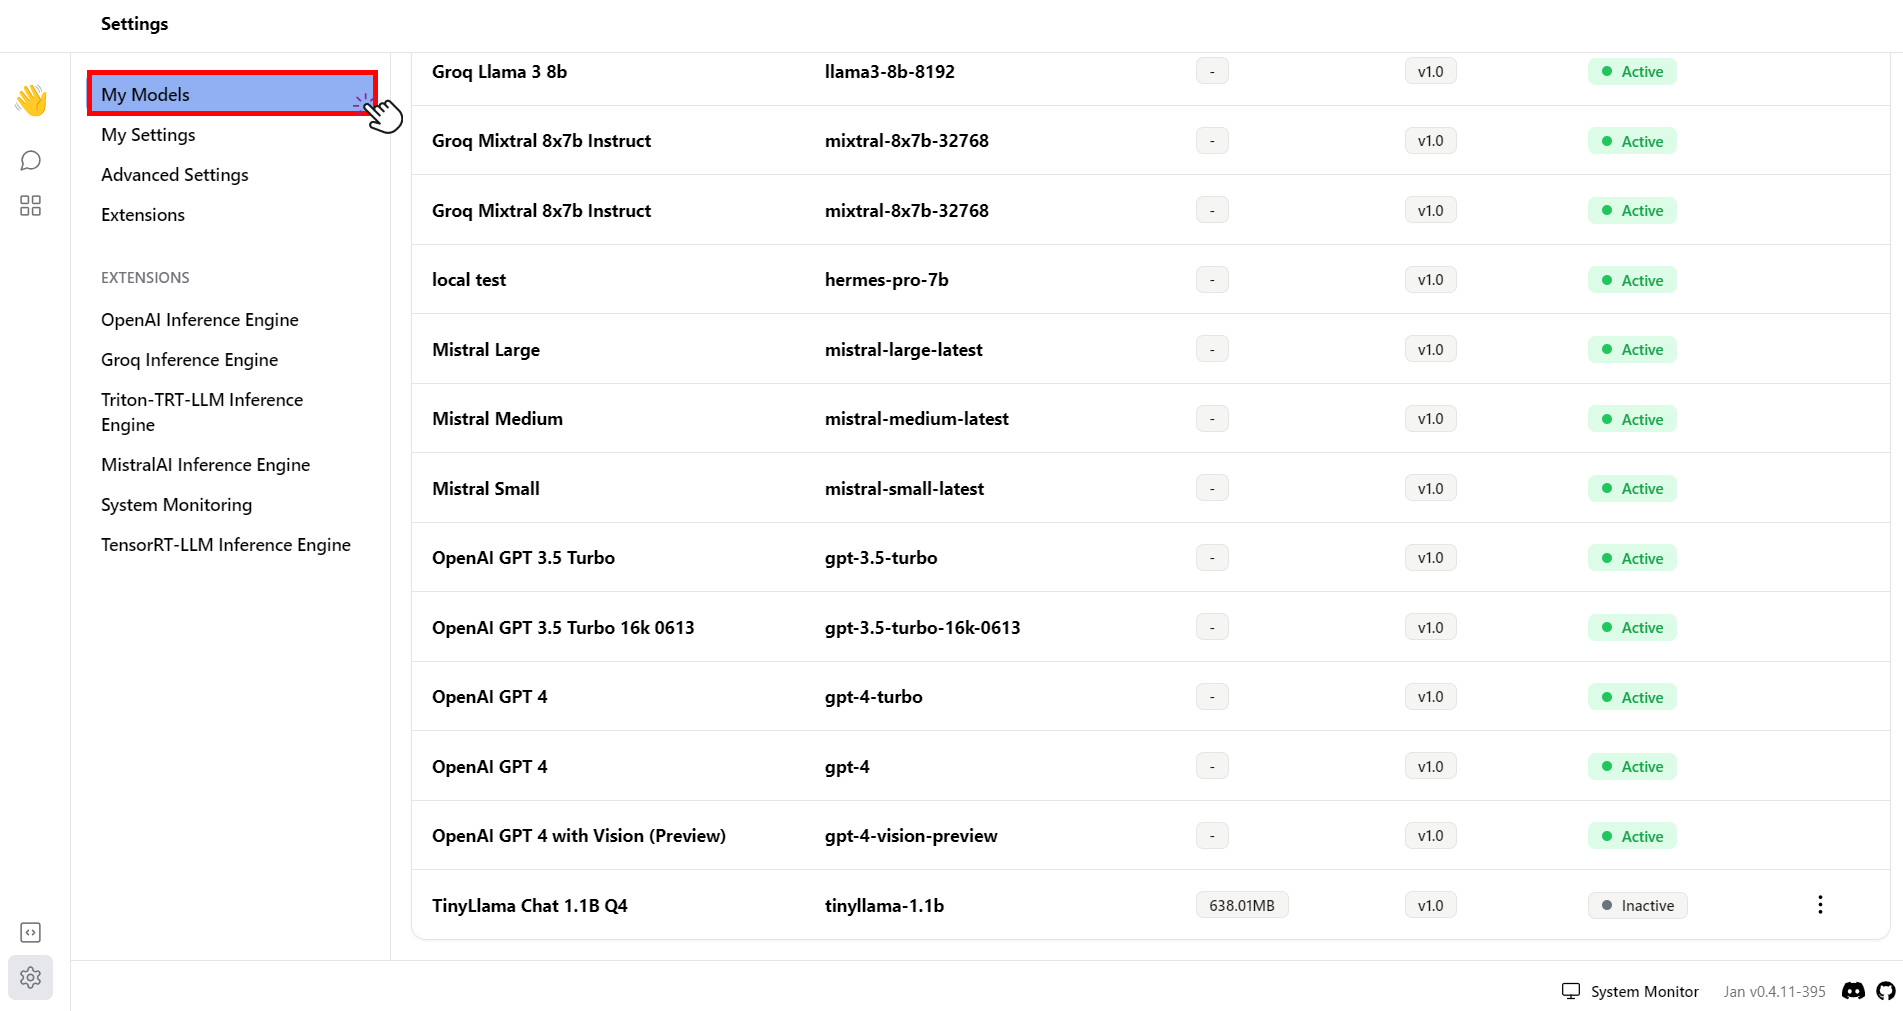 Settings
My Models
My Settings
Advanced Settings
Extensions
EXTENSIONS
OpenAI Inference Engine
Groq Inference Engine
Triton-TRT-LLM Inference
Engine
MistralAI Inference Engine
System Monitoring
TensorRT-LLM Inference Engine
Groq Llama 3 8b llama3-8b-8192 - v1.0 Active
Groq Mixtral 8x7b Instruct mixtral-8x7b-32768 - v1.0 Active
Groq Mixtral 8x7b Instruct mixtral-8x7b-32768 - v1.0 Active
local test hermes-pro-7b - v1.0 Active
Mistral Large mistral-large-latest - v1.0 Active
Mistral Medium mistral-medium-latest - v1.0 Active
Mistral Small mistral-small-latest - v1.0 Active
OpenAI GPT 3.5 Turbo gpt-3.5-turbo - v1.0 Active
OpenAI GPT 3.5 Turbo 16k 0613 gpt-3.5-turbo-16k-0613 - v1.0 Active
OpenAI GPT 4 gpt-4-turbo - v1.0 Active
OpenAI GPT 4 gpt-4 - v1.0 Active
OpenAI GPT 4 with Vision (Preview) gpt-4-vision-preview - v1.0 Active
TinyLlama Chat 1.1B Q4 tinyllama-1.1b 638.01MB v1.0 Inactive
System Monitor Jan v0.4.11-395